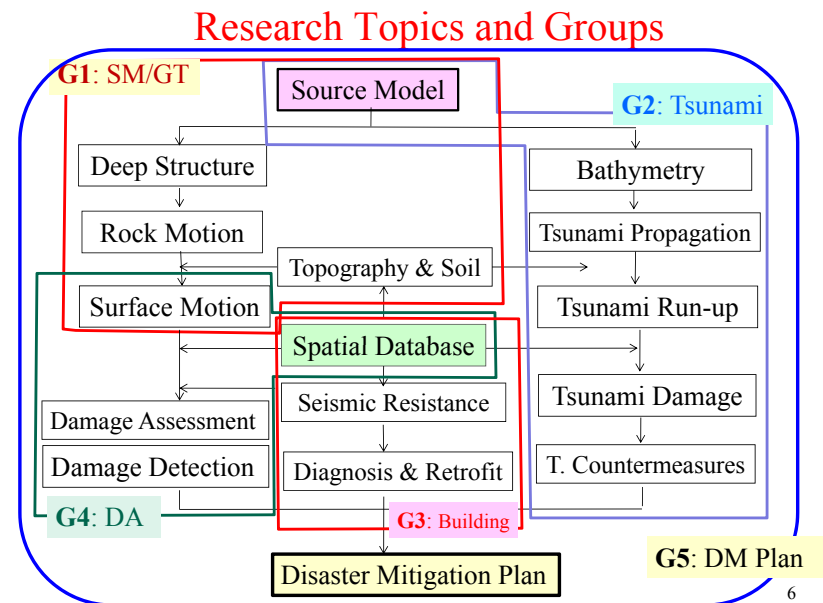 Research Topics and Groups
G1: SM/GT
Source Model
G2: Tsunami
Deep Structure
Bathymetry
Rock Motion
Tsunami Propagation
Topography & Soil
Surface Motion
Tsunami Run-up
Spatial Database
Seismic Resistance
Tsunami Damage
Damage Assessment
Damage Detection
Diagnosis & Retrofit
T. Countermeasures
G4: DA
G3: Building
G5: DM Plan
Disaster Mitigation Plan
6